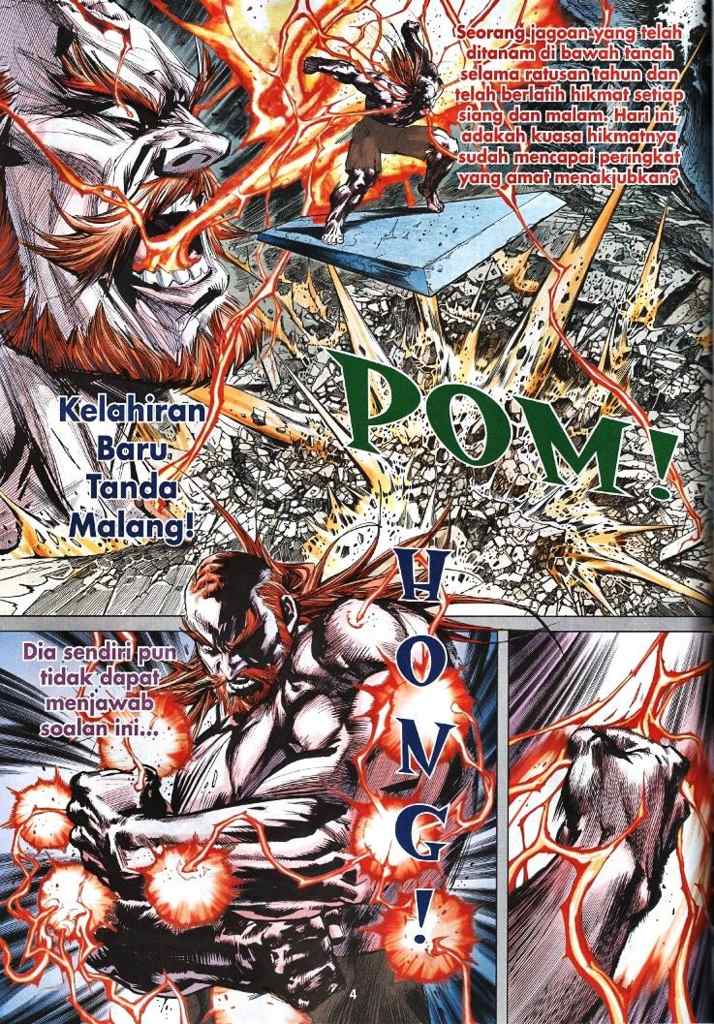 Seorang jagoan yang telah
ditanam di bawah tanah
selama ratusan tahun dan
telah berlatih hikmat setiap
siang dan malam. Hari ini,
adakah kuasa hikmatnya
sudah mencapai peringkat
yang amat menakjubkan?
POM!
Kelahiran
Baru,
Tanda
Malang!
HONG!
Dia sendiri pun
tidak dapat
menjawab
soalan ini...
4